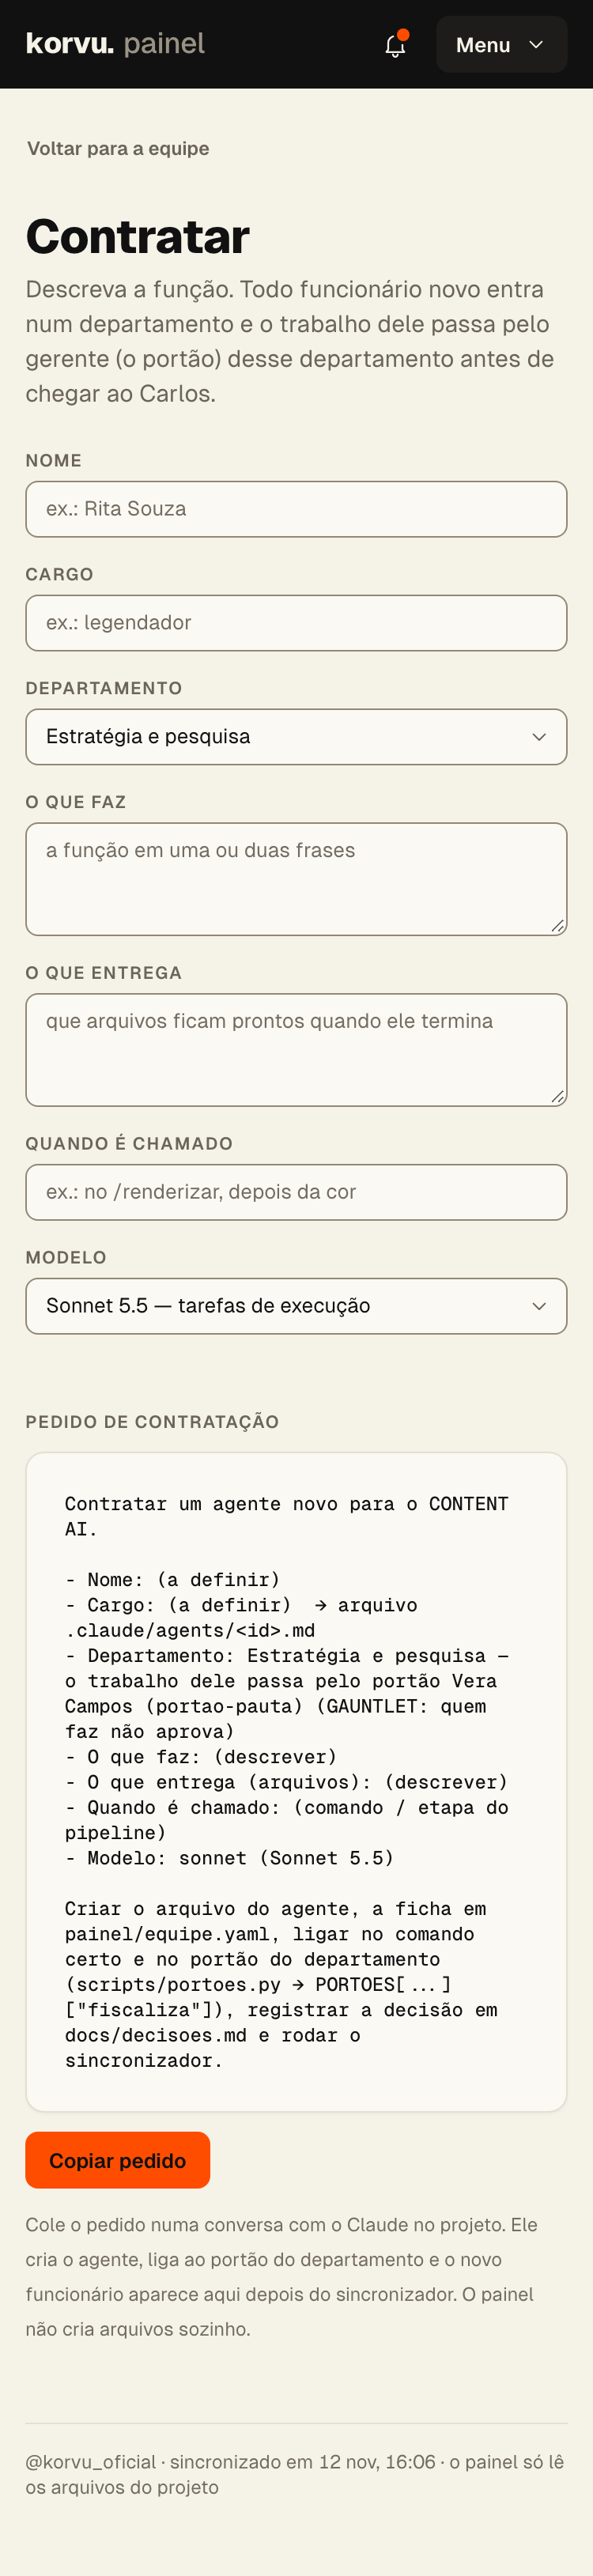 korvu. painel
Menu
Voltar para a equipe
Contratar
Descreva a função. Todo funcionário novo entra
num departamento e o trabalho dele passa pelo
gerente (o portão) desse departamento antes de
chegar ao Carlos.
NOME
ex.: Rita Souza
CARGO
ex.: legendador
DEPARTAMENTO
Estratégia e pesquisa
O QUE FAZ
a função em uma ou duas frases
O QUE ENTREGA
que arquivos ficam prontos quando ele termina
QUANDO É CHAMADO
ex.: no /renderizar, depois da cor
MODELO
Sonnet 5.5 — tarefas de execução
PEDIDO DE CONTRATAÇÃO
Contratar um agente novo para o CONTENT
AI.
- Nome: (a definir)
- Cargo: (a definir)  → arquivo
.claude/agents/<id>.md
- Departamento: Estratégia e pesquisa —
o trabalho dele passa pelo portão Vera
Campos (portao-pauta) (GAUNTLET: quem
faz não aprova)
- O que faz: (descrever)
- O que entrega (arquivos): (descrever)
- Quando é chamado: (comando / etapa do
pipeline)
- Modelo: sonnet (Sonnet 5.5)
Criar o arquivo do agente, a ficha em
painel/equipe.yaml, ligar no comando
certo e no portão do departamento
(scripts/portoes.py → PORTOES[...]
["fiscaliza"]), registrar a decisão em
docs/decisoes.md e rodar o
sincronizador.
Copiar pedido
Cole o pedido numa conversa com o Claude no projeto. Ele
cria o agente, liga ao portão do departamento e o novo
funcionário aparece aqui depois do sincronizador. O painel
não cria arquivos sozinho.
@korvu_oficial · sincronizado em 12 nov, 16:06 · o painel só lê
os arquivos do projeto